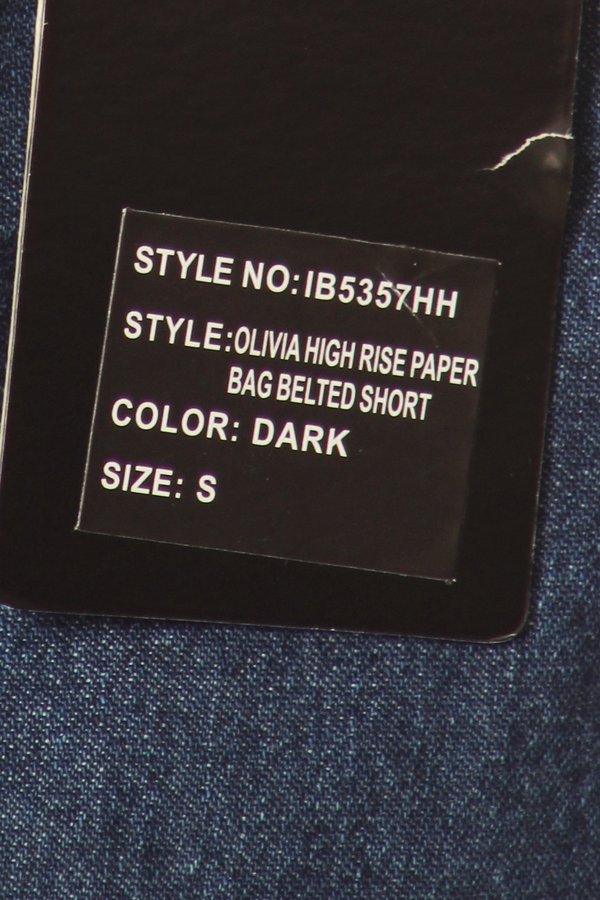 STYLE NO: IB5357HH
STYLE: OLIVIA HIGH RISE PAPER
BAG BELTED SHORT
COLOR: DARK
SIZE: S